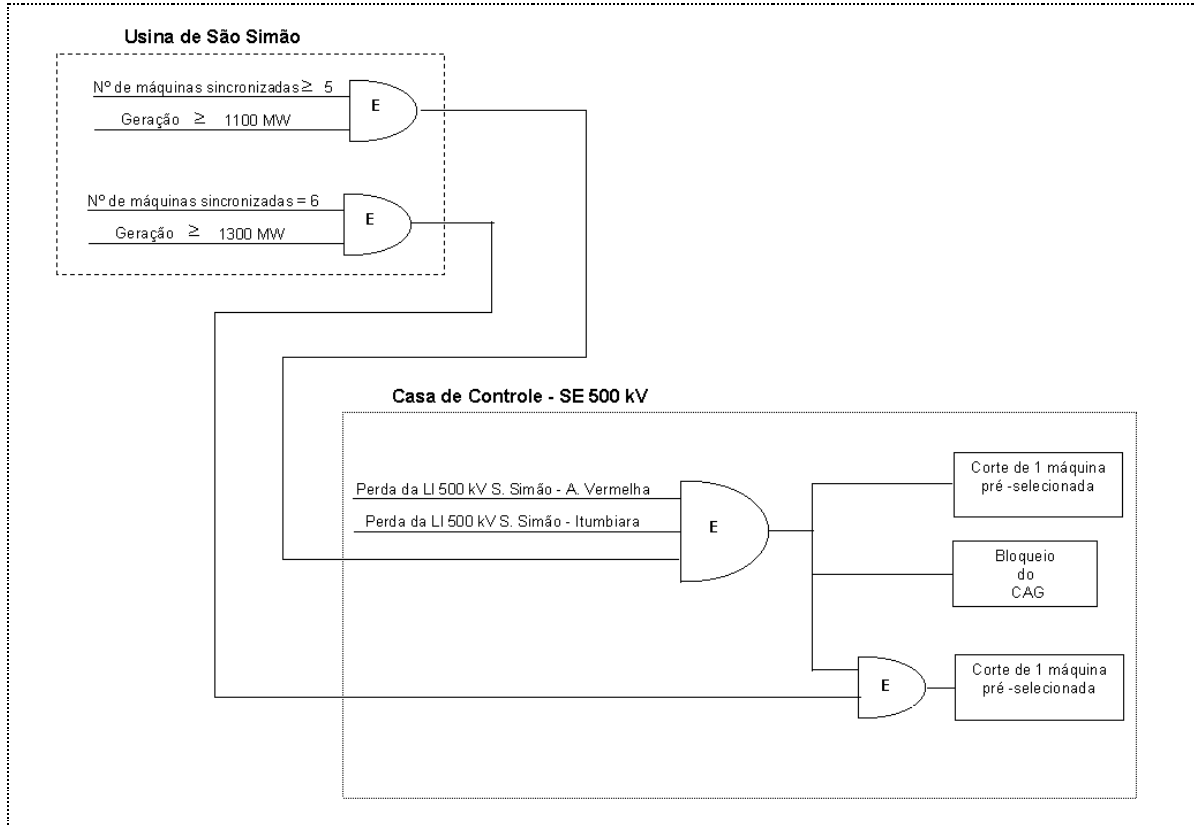 Usina de São Simão
Nº de máquinas sincronizadas ≥ 5
Geração ≥ 1100 MW
E
Nº de máquinas sincronizadas = 6
Geração ≥ 1300 MW
E
Casa de Controle - SE 500 kV
Perda da LI 500 kV S. Simão - A. Vermelha
Perda da LI 500 kV S. Simão - Itumbiara
E
Corte de 1 máquina
pré -selecionada
Bloqueio
do
CAG
E
Corte de 1 máquina
pré -selecionada